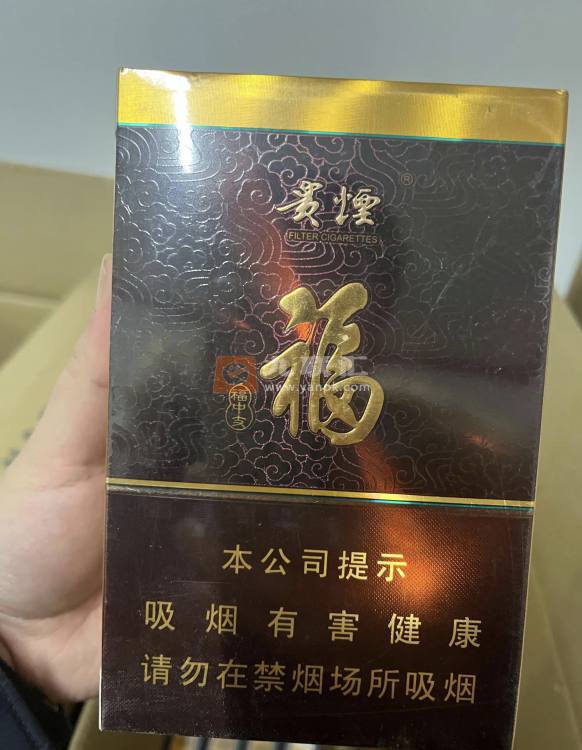 貴煙®
FILTER CIGARETTES
福
www.yanok.com
福中支
本公司提示
吸烟有害健康
请勿在禁烟场所吸烟